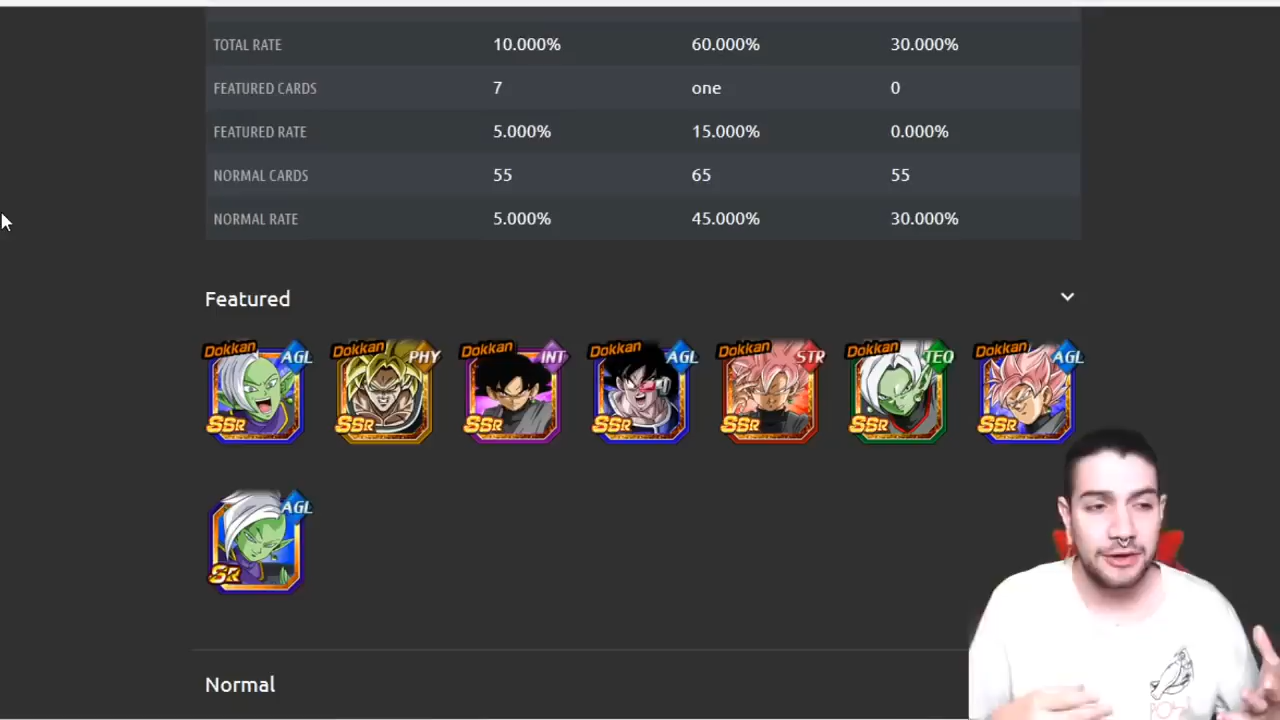 TOTAL RATE 10.000% 60.000% 30.000%
FEATURED CARDS 7 one 0
FEATURED RATE 5.000% 15.000% 0.000%
NORMAL CARDS 55 65 55
NORMAL RATE 5.000% 45.000% 30.000%
Featured
Dokkan AGL Dokkan PHY Dokkan INT Dokkan AGL Dokkan STR Dokkan TEQ Dokkan AGL
SSR SSR SSR SSR SSR SSR SSR
AGL
SR
Normal